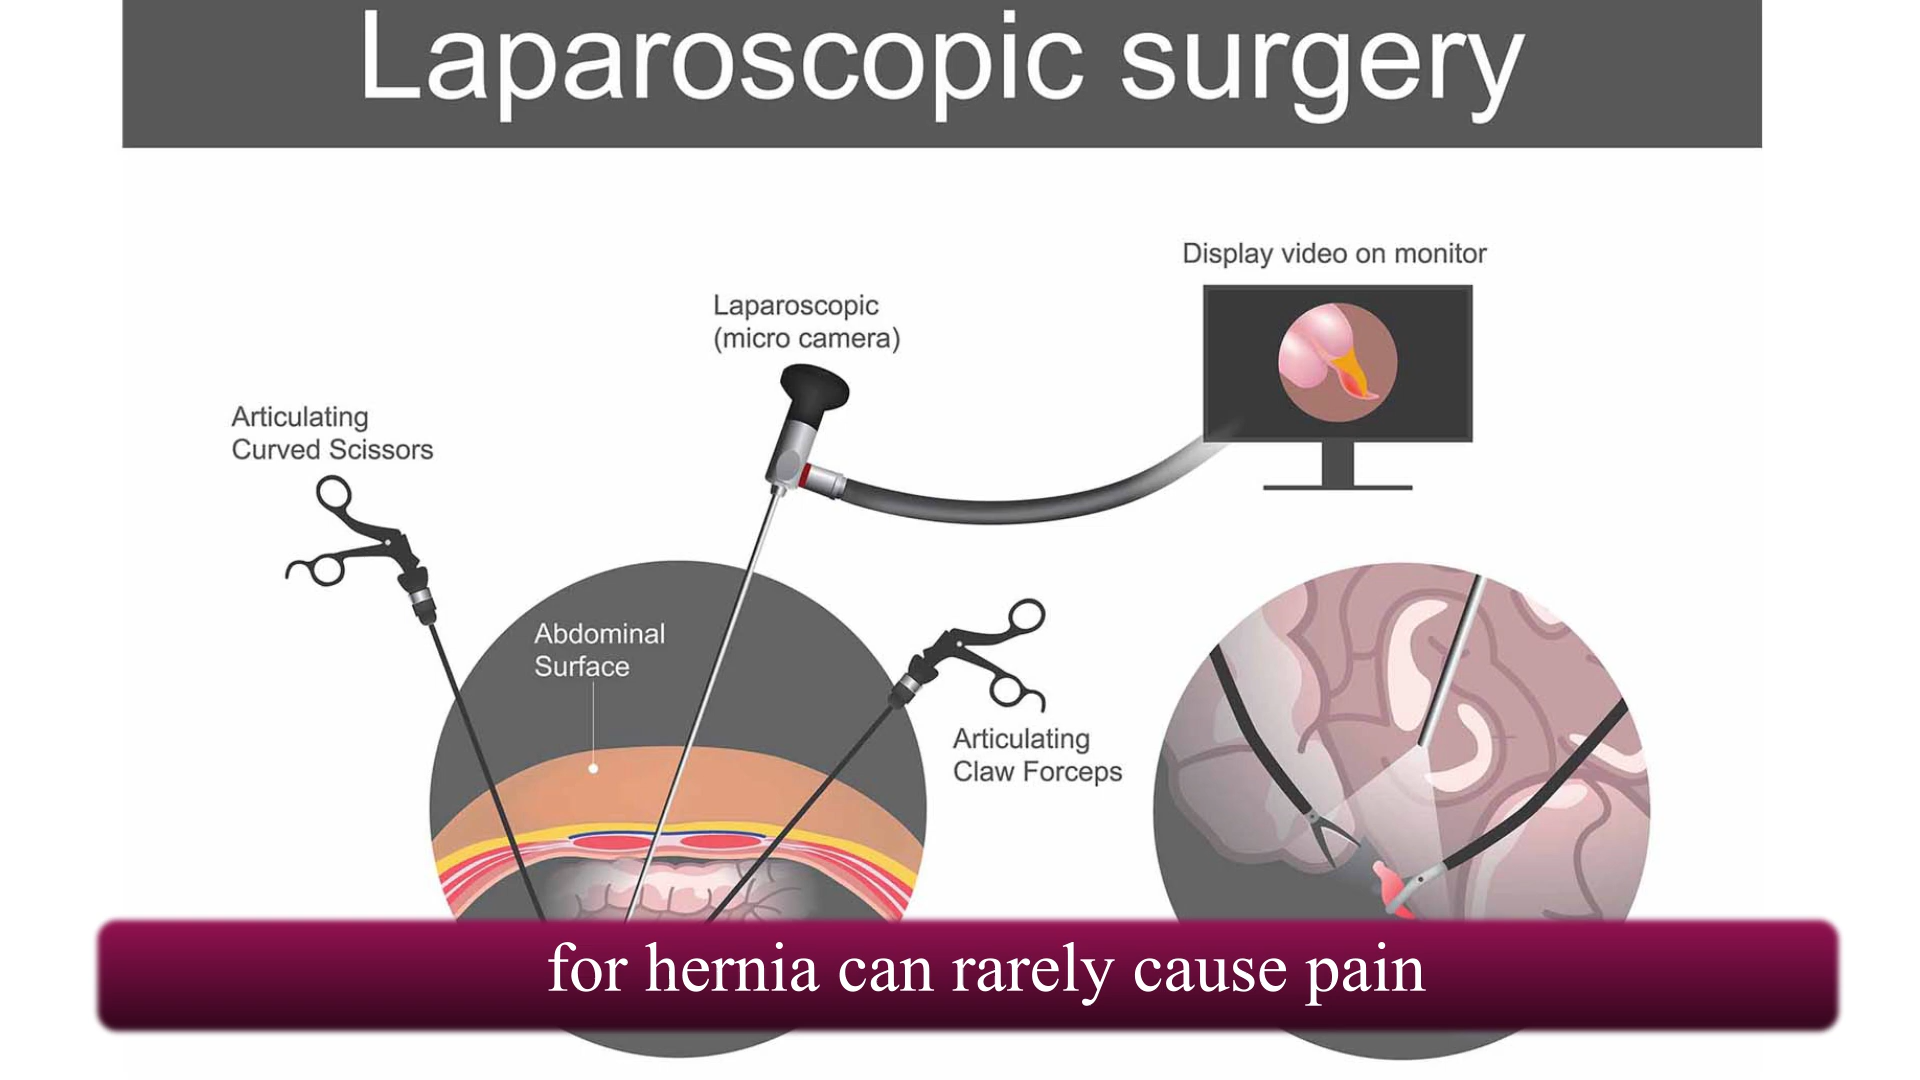 Laparoscopic surgery
Display video on monitor
Laparoscopic
(micro camera)
Articulating
Curved Scissors
Abdominal
Surface
Articulating
Claw Forceps
for hernia can rarely cause pain